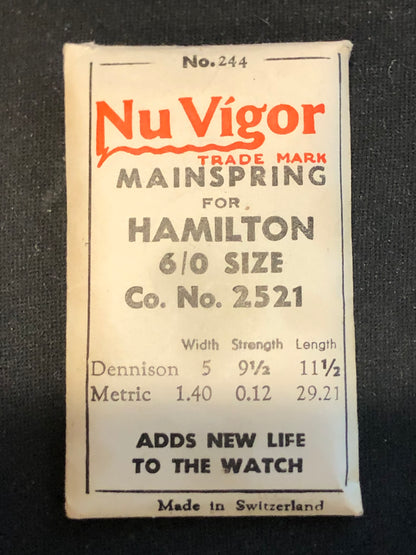 No. 244
Nu Vígor
TRADE MARK
MAINSPRING
FOR
HAMILTON
6/0 SIZE
Co. No. 2521
Width Strength Length
Dennison 5 9½ 11½
Metric 1.40 0.12 29.21
ADDS NEW LIFE
TO THE WATCH
Made in Switzerland